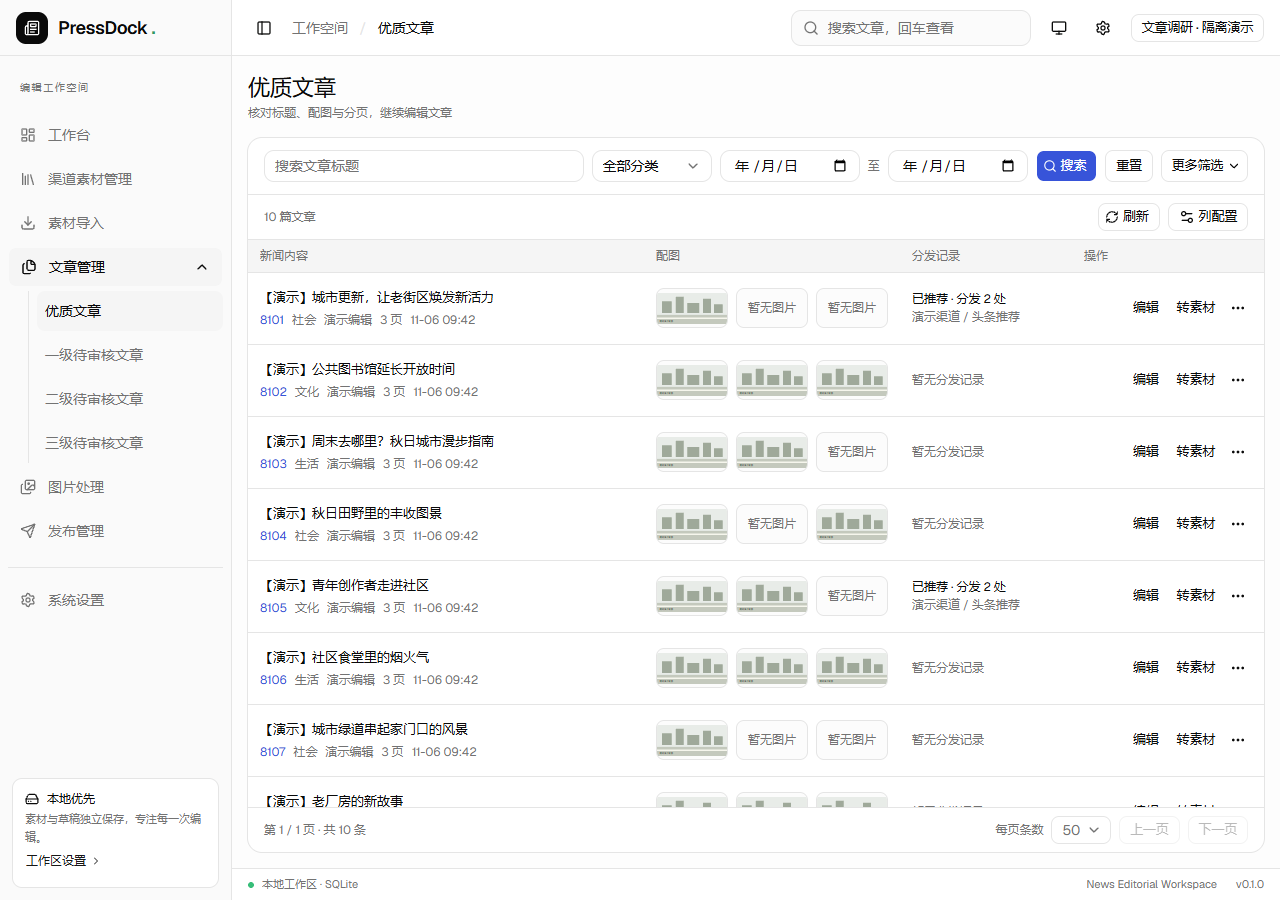 PressDock.
工作空间 / 优质文章
搜索文章，回车查看
文章调研 · 隔离演示
编辑工作空间
工作台
渠道素材管理
素材导入
文章管理
优质文章
一级待审核文章
二级待审核文章
三级待审核文章
图片处理
发布管理
系统设置
本地优先
素材与草稿独立保存，专注每一次编
辑。
工作区设置
优质文章
核对标题、配图与分页，继续编辑文章
搜索文章标题 全部分类 年 /月/日 至 年 /月/日 搜索 重置 更多筛选
10 篇文章 刷新 列配置
新闻内容 配图 分发记录 操作
【演示】城市更新，让老街区焕发新活力
8101 社会 演示编辑 3 页 11-06 09:42
暂无图片 暂无图片
已推荐 · 分发 2 处
演示渠道 / 头条推荐
编辑 转素材 ···
【演示】公共图书馆延长开放时间
8102 文化 演示编辑 3 页 11-06 09:42
暂无分发记录
编辑 转素材 ···
【演示】周末去哪里？秋日城市漫步指南
8103 生活 演示编辑 3 页 11-06 09:42
暂无图片
暂无分发记录
编辑 转素材 ···
【演示】秋日田野里的丰收图景
8104 社会 演示编辑 3 页 11-06 09:42
暂无图片
暂无分发记录
编辑 转素材 ···
【演示】青年创作者走进社区
8105 文化 演示编辑 3 页 11-06 09:42
暂无图片
已推荐 · 分发 2 处
演示渠道 / 头条推荐
编辑 转素材 ···
【演示】社区食堂里的烟火气
8106 生活 演示编辑 3 页 11-06 09:42
暂无分发记录
编辑 转素材 ···
【演示】城市绿道串起家门口的风景
8107 社会 演示编辑 3 页 11-06 09:42
暂无图片 暂无图片
暂无分发记录
编辑 转素材 ···
【演示】老厂房的新故事
第 1 / 1 页 · 共 10 条
每页条数 50 上一页 下一页
本地工作区 · SQLite
News Editorial Workspace v0.1.0